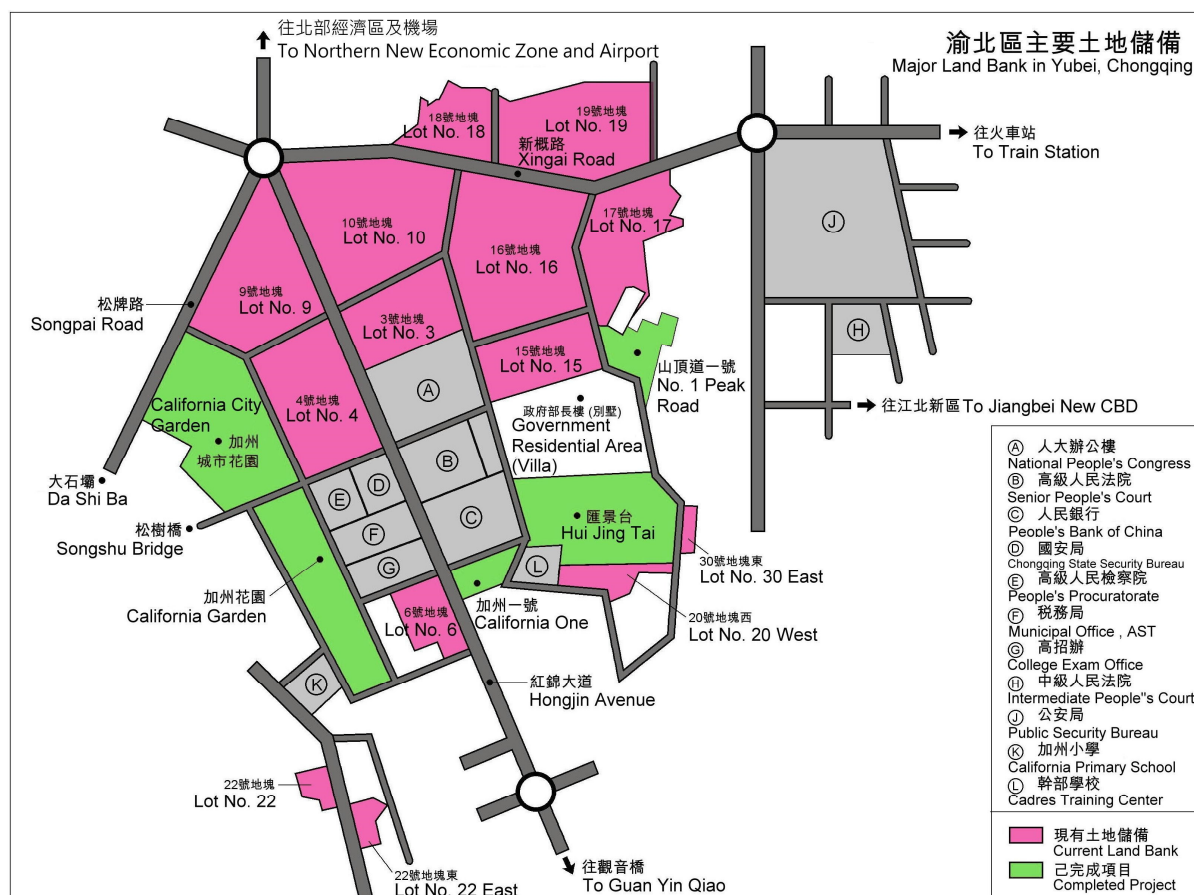 往北部經濟區及機場
To Northern New Economic Zone and Airport
渝北區主要土地儲備
Major Land Bank in Yubei, Chongqing
18號地塊
Lot No. 18
19號地塊
Lot No. 19
新概路
Xingai Road
往火車站
To Train Station
10號地塊
Lot No. 10
17號地塊
Lot No. 17
16號地塊
Lot No. 16
J
9號地塊
Lot No. 9
松牌路
Songpai Road
3號地塊
Lot No. 3
H
15號地塊
Lot No. 15
山頂道一號
No. 1 Peak
Road
A
4號地塊
Lot No. 4
California City
Garden
加州
城市花園
政府部長樓 (別墅)
Government
Residential Area
(Villa)
往江北新區 To Jiangbei New CBD
大石壩
Da Shi Ba
B
D
E
C
F
G
松樹橋
Songshu Bridge
匯景台
Hui Jing Tai
L
30號地塊東
Lot No. 30 East
加州花園
California Garden
加州一號
California One
6號地塊
Lot No. 6
20號地塊西
Lot No. 20 West
K
紅錦大道
Hongjin Avenue
22號地塊
Lot No. 22
22號地塊東
Lot No. 22 East
往觀音橋
To Guan Yin Qiao
A 人大辦公樓
National People's Congress
B 高級人民法院
Senior People's Court
C 人民銀行
People's Bank of China
D 國安局
Chongqing State Security Bureau
E 高級人民檢察院
People's Procuratorate
F 税務局
Municipal Office , AST
G 高招辦
College Exam Office
H 中級人民法院
Intermediate People"s Court
J 公安局
Public Security Bureau
K 加州小學
California Primary School
L 幹部學校
Cadres Training Center
現有土地儲備
Current Land Bank
己完成項目
Completed Project